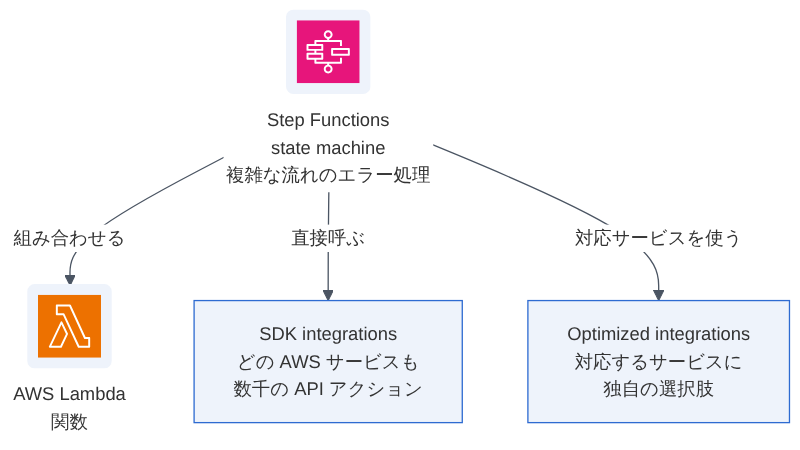 Step Functions
state machine
複雑な流れのエラー処理
組み合わせる
直接呼ぶ
対応サービスを使う
AWS Lambda
関数
SDK integrations
どの AWS サービスも
数千の API アクション
Optimized integrations
対応するサービスに
独自の選択肢